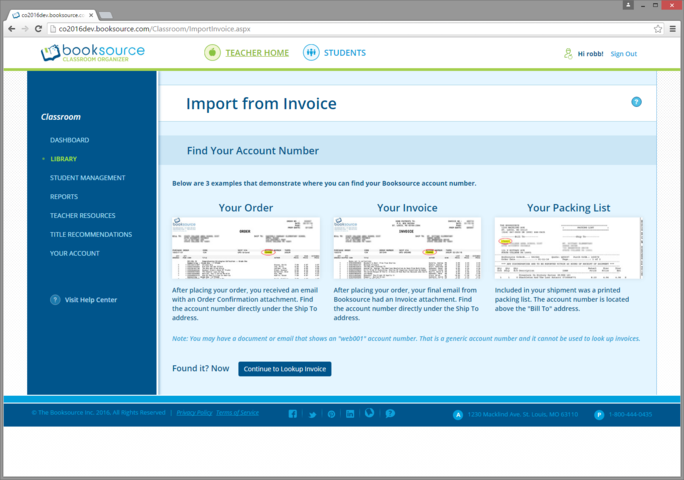 co2016dev.booksource.co
co2016dev.booksource.com/Classroom/ImportInvoice.aspx
booksource
CLASSROOM ORGANIZER
TEACHER HOME
STUDENTS
Hi robb!
Sign Out
Classroom
DASHBOARD
LIBRARY
STUDENT MANAGEMENT
REPORTS
TEACHER RESOURCES
TITLE RECOMMENDATIONS
YOUR ACCOUNT
? Visit Help Center
Import from Invoice
?
Find Your Account Number
Below are 3 examples that demonstrate where you can find your Booksource account number.
Your Order
ORDER
After placing your order, you received an email
with an Order Confirmation attachment. Find
the account number directly under the Ship To
address.
Your Invoice
INVOICE
After placing your order, your final email from
Booksource had an Invoice attachment. Find
the account number directly under the Ship To
address.
Your Packing List
PACKING LIST
Included in your shipment was a printed
packing list. The account number is located
above the "Bill To" address.
Note: You may have a document or email that shows an "web001" account number. That is a generic account number and it cannot be used to look up invoices.
Found it? Now
Continue to Lookup Invoice
© The Booksource Inc. 2016, All Rights Reserved | Privacy Policy Terms of Service
A 1230 Macklind Ave. St. Louis, MO 63110
P 1-800-444-0435